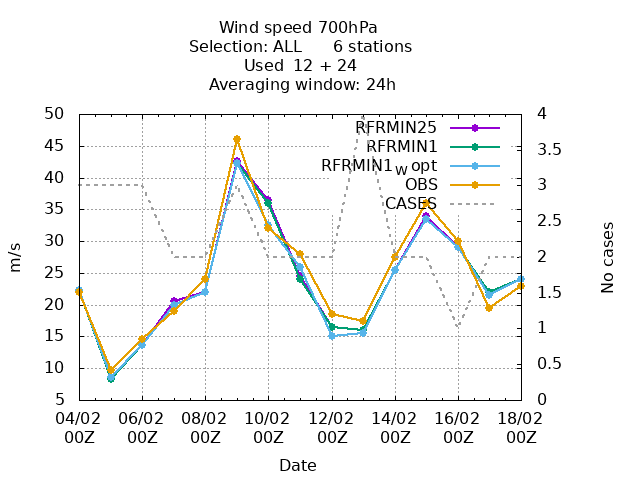 Wind speed 700hPa
Selection: ALL 6 stations
Used 12 + 24
Averaging window: 24h
RFRMIN25
RFRMIN1
RFRMIN1w opt
OBS
CASES
50
45
40
35
30
25
20
15
10
5
m/s
4
3.5
3
2.5
2
1.5
1
0.5
0
No cases
04/02 06/02 08/02 10/02 12/02 14/02 16/02 18/02
00Z 00Z 00Z 00Z 00Z 00Z 00Z 00Z
Date